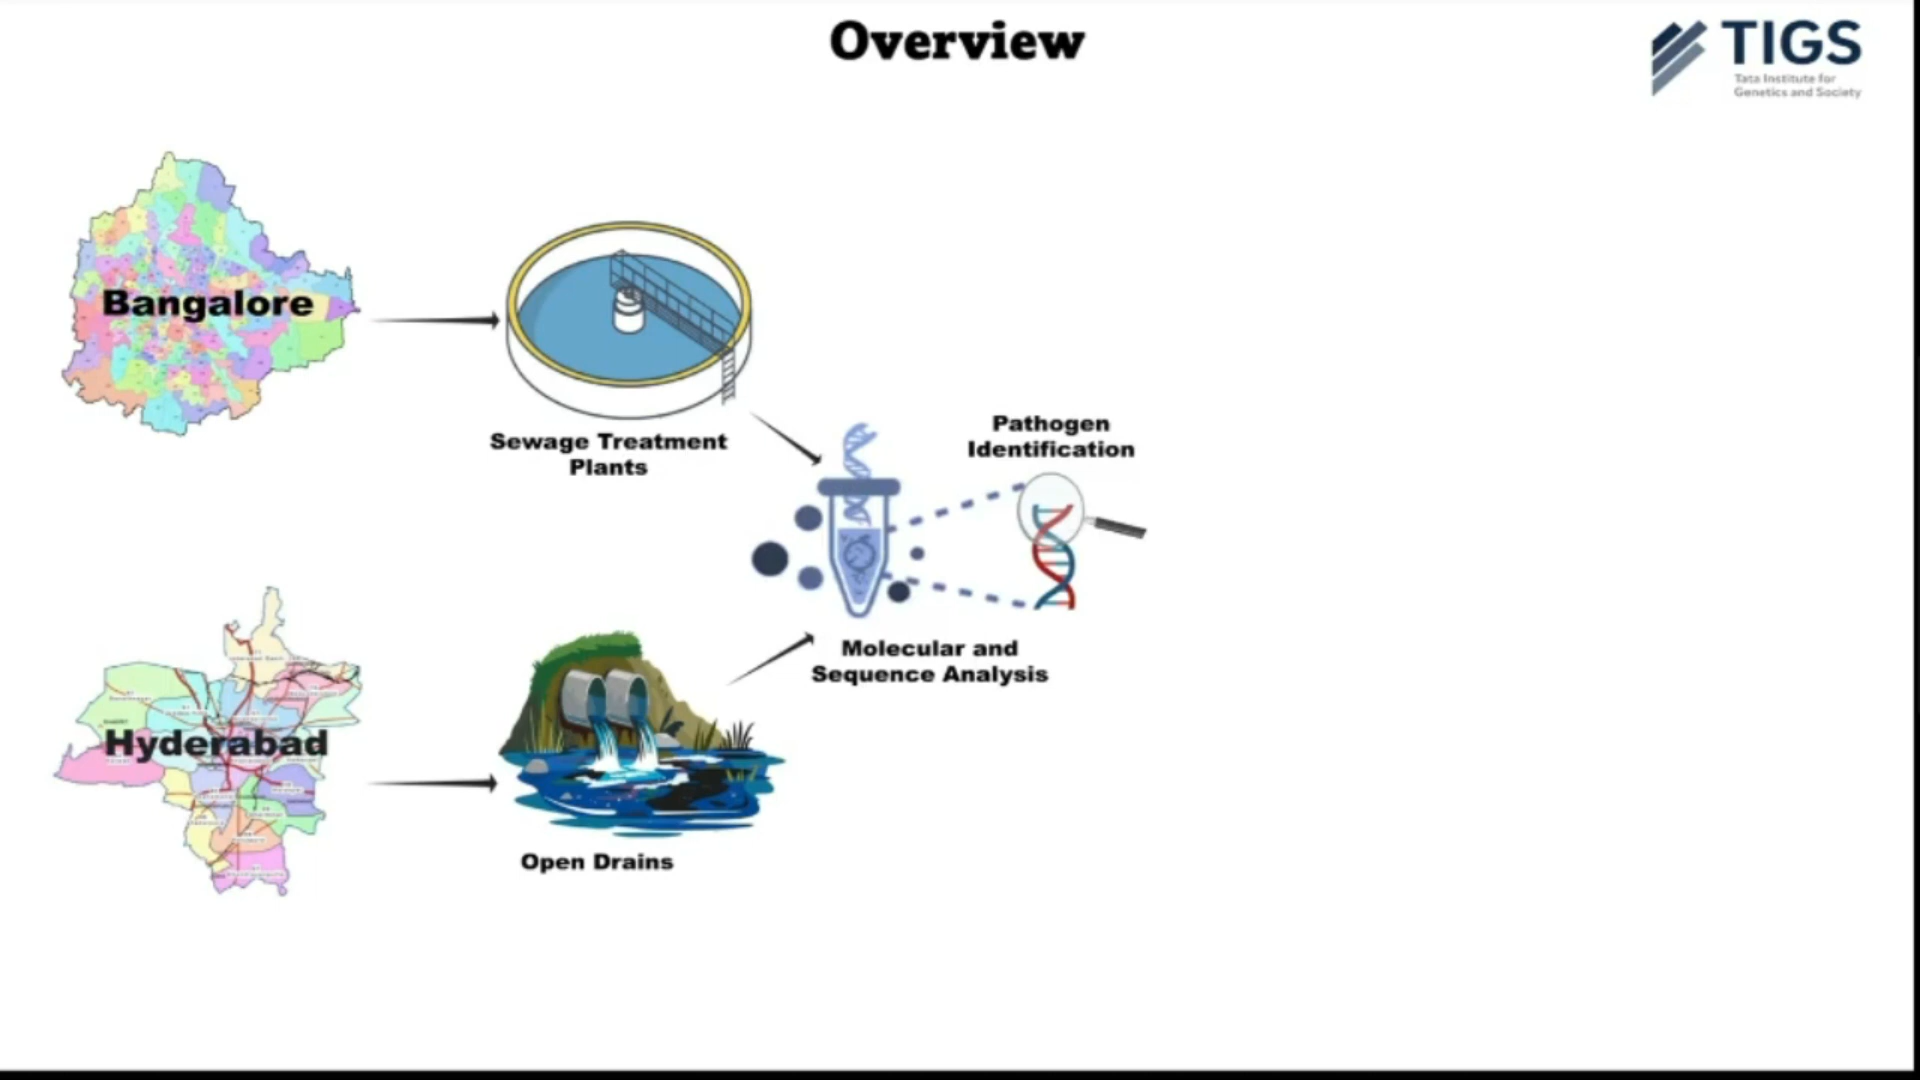 Overview
TIGS
Tata Institute for
Genetics and Society
Bangalore
Sewage Treatment
Plants
Pathogen
Identification
Molecular and
Sequence Analysis
Hyderabad
Open Drains